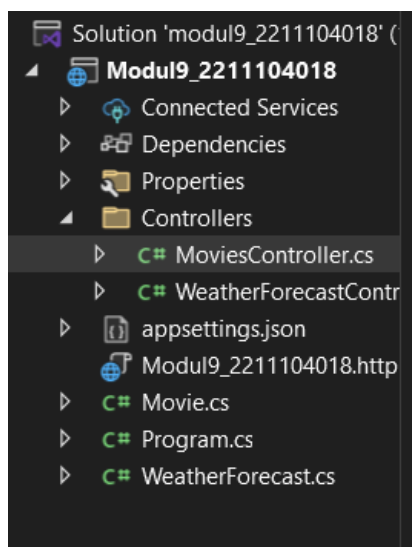 Solution 'modul9_2211104018' (
Modul9_2211104018
Connected Services
Dependencies
Properties
Controllers
C# MoviesController.cs
C# WeatherForecastContr
appsettings.json
Modul9_2211104018.http
C# Movie.cs
C# Program.cs
C# WeatherForecast.cs